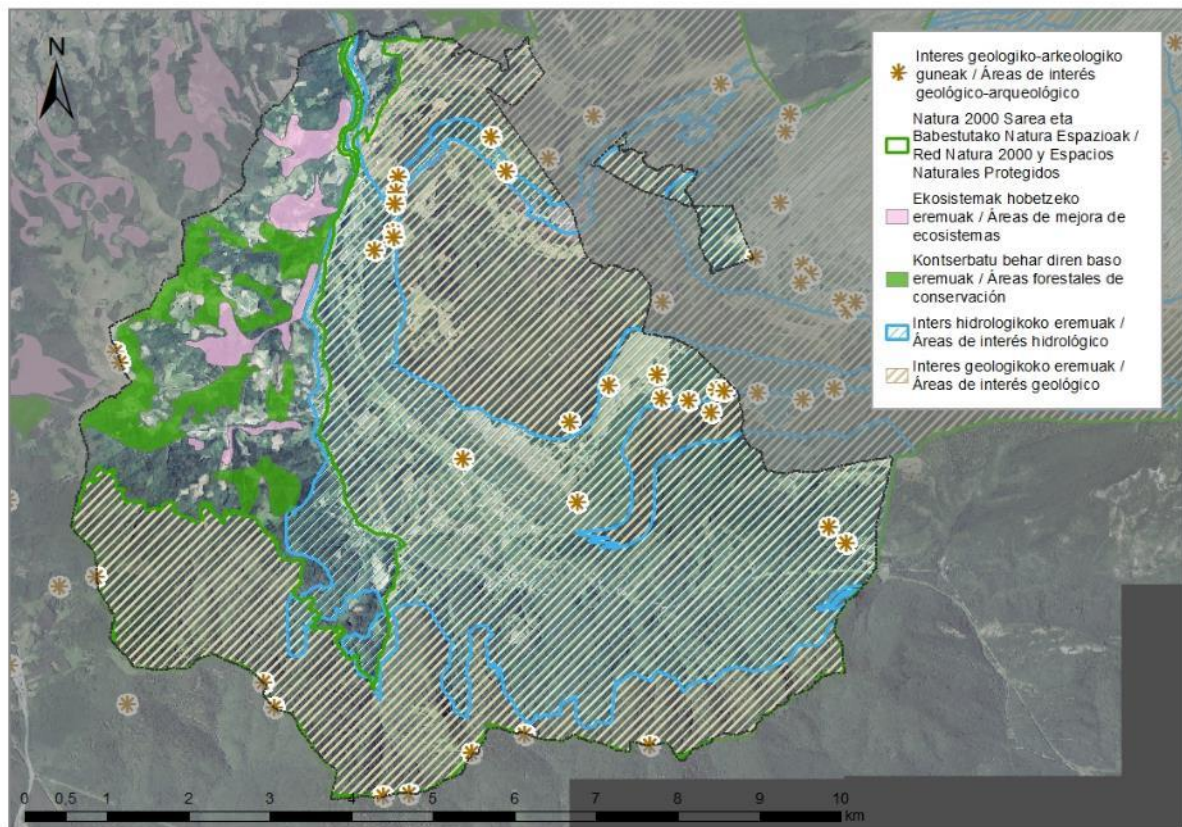 N
Interes geologiko-arkeologiko
guneak / Áreas de interés
geológico-arqueológico
Natura 2000 Sarea eta
Babestutako Natura Espazioak /
Red Natura 2000 y Espacios
Naturales Protegidos
Ekosistemak hobetzeko
eremuak / Áreas de mejora de
ecosistemas
Kontserbatu behar diren baso
eremuak / Áreas forestales de
conservación
Inters hidrologikoko eremuak /
Áreas de interés hidrológico
Interes geologikoko eremuak /
Áreas de interés geológico
0 0,5 1 2 3 4 5 6 7 8 9 10
km